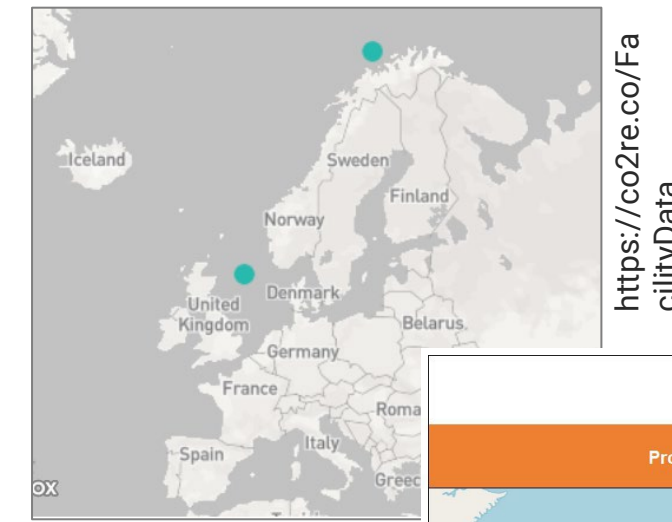 Iceland
Sweden
Finland
Norway
United
Kingdom
Denmark
Belarus
Germany
France
Roma
Italy
Spain
Greec
ox
https://co2re.co/Fa
cilityData
Pro